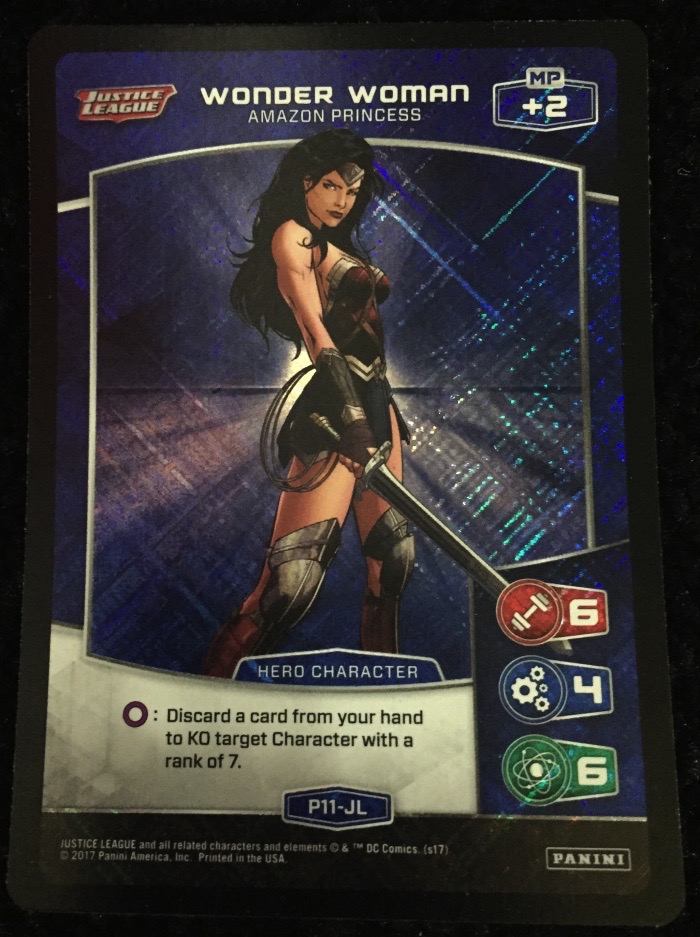 JUSTICE
LEAGUE
WONDER WOMAN
AMAZON PRINCESS
MP
+2
6
4
6
HERO CHARACTER
: Discard a card from your hand
to KO target Character with a
rank of 7.
P11-JL
JUSTICE LEAGUE and all related characters and elements © & ™ DC Comics. (s17)
© 2017 Panini America, Inc. Printed in the USA.
PANINI